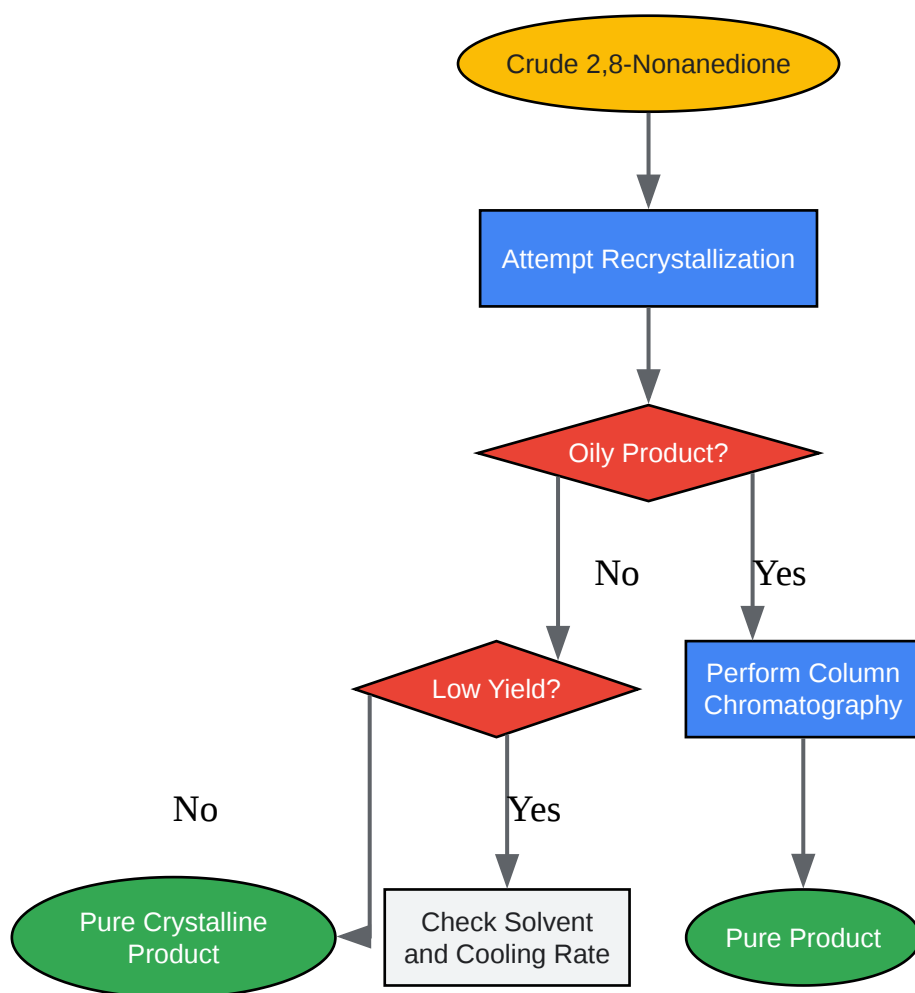 Crude 2,8-Nonanedione
Attempt Recrystallization
Oily Product?
No
Yes
Low Yield?
Perform Column
Chromatography
No
Yes
Pure Crystalline
Product
Check Solvent
and Cooling Rate
Pure Product